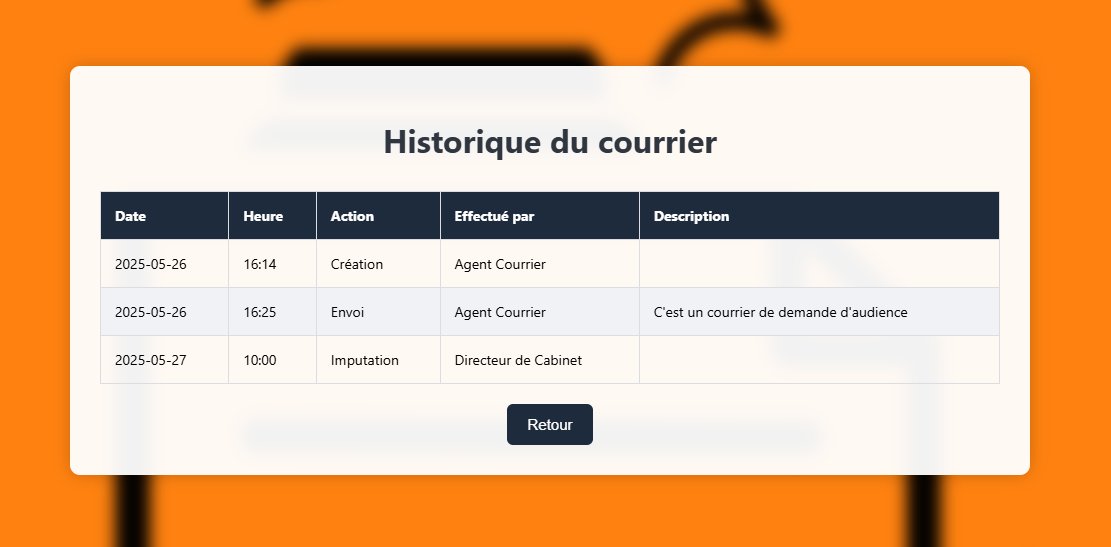 Historique du courrier
Date Heure Action Effectué par Description
2025-05-26 16:14 Création Agent Courrier
2025-05-26 16:25 Envoi Agent Courrier C'est un courrier de demande d'audience
2025-05-27 10:00 Imputation Directeur de Cabinet
Retour